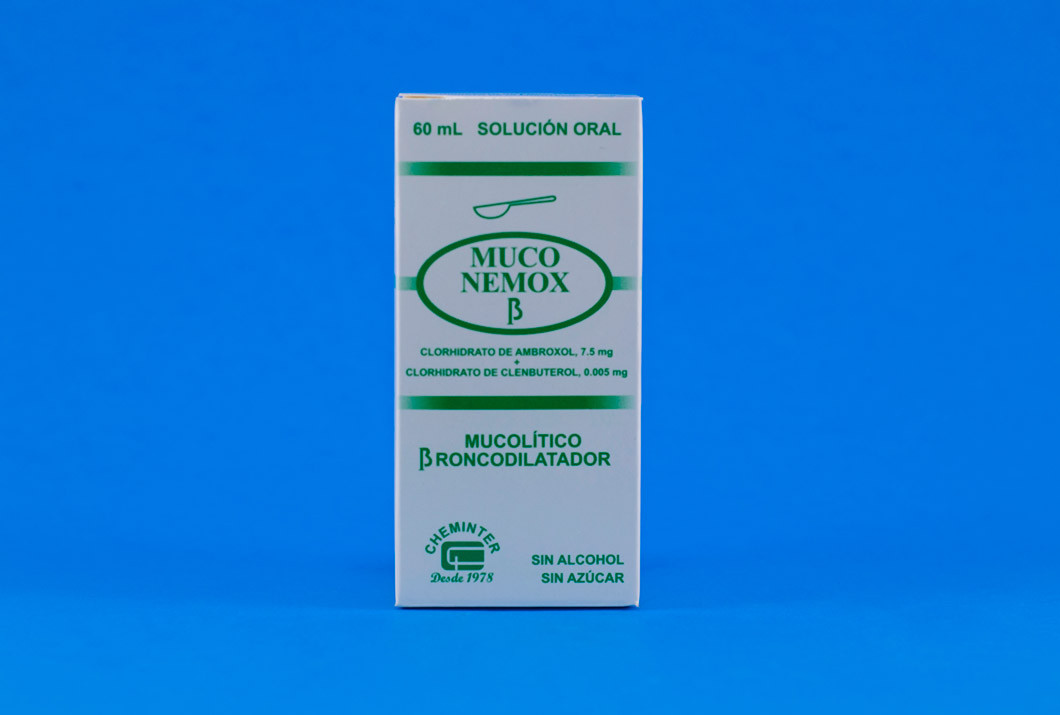 60 mL SOLUCIÓN ORAL
MUCO
NEMOX
β
CLORHIDRATO DE AMBROXOL, 7.5 mg
+
CLORHIDRATO DE CLENBUTEROL, 0.005 mg
MUCOLÍTICO
βRONCODILATADOR
CHEMINTER
Desde 1978
SIN ALCOHOL
SIN AZÚCAR